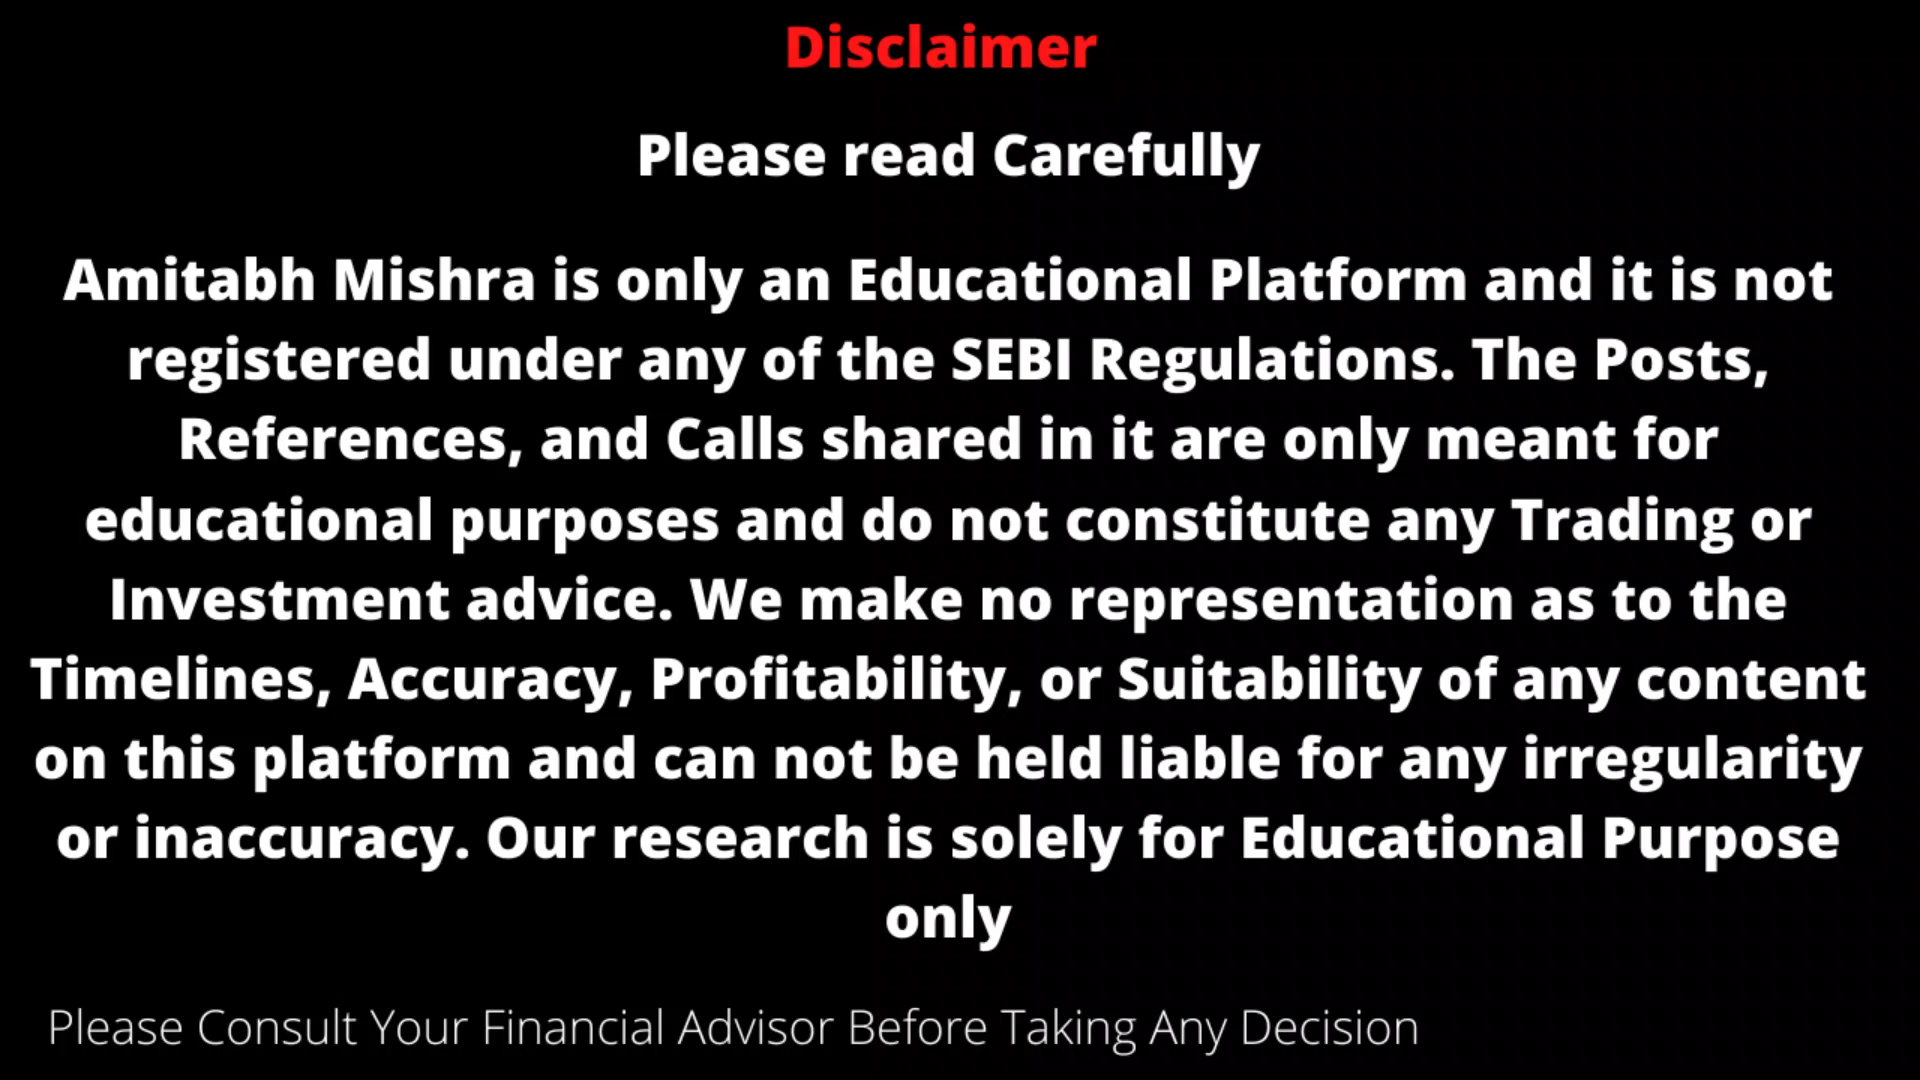 Disclaimer
Please read Carefully
Amitabh Mishra is only an Educational Platform and it is not
registered under any of the SEBI Regulations. The Posts,
References, and Calls shared in it are only meant for
educational purposes and do not constitute any Trading or
Investment advice. We make no representation as to the
Timelines, Accuracy, Profitability, or Suitability of any content
on this platform and can not be held liable for any irregularity
or inaccuracy. Our research is solely for Educational Purpose
only
Please Consult Your Financial Advisor Before Taking Any Decision